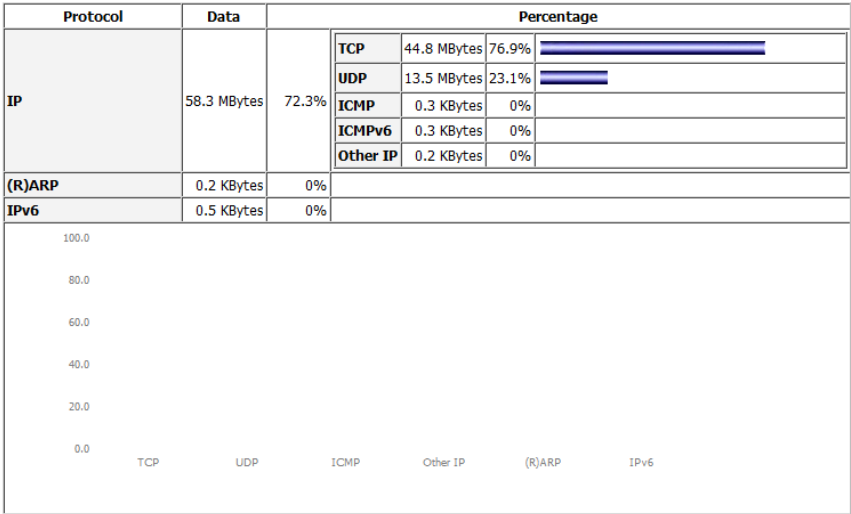 Protocol Data Percentage
IP 58.3 MBytes 72.3%
TCP 44.8 MBytes 76.9%
UDP 13.5 MBytes 23.1%
ICMP 0.3 KBytes 0%
ICMPv6 0.3 KBytes 0%
Other IP 0.2 KBytes 0%
(R)ARP 0.2 KBytes 0%
IPv6 0.5 KBytes 0%
100.0
80.0
60.0
40.0
20.0
0.0
TCP UDP ICMP Other IP (R)ARP IPv6